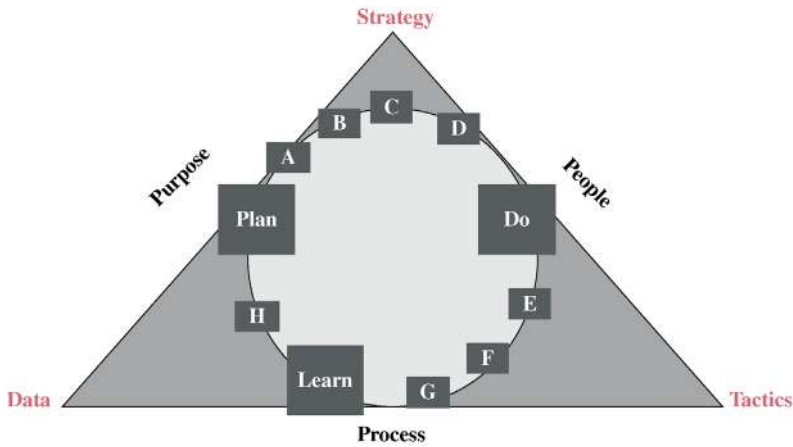 Strategy
C
B
D
A
Purpose
People
Plan
Do
E
H
F
Learn
G
Data
Tactics
Process